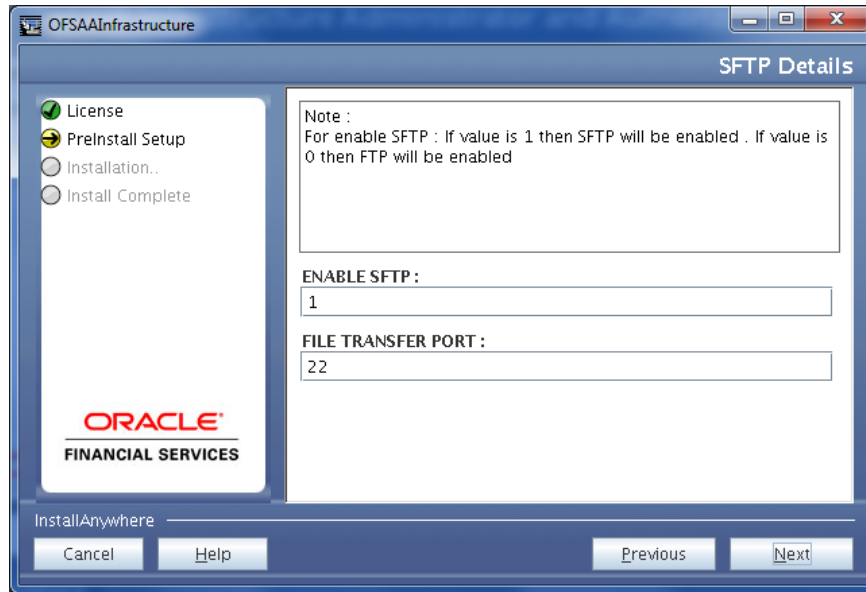 OFSAAInfrastructure
SFTP Details
License
PreInstall Setup
Installation..
Install Complete
Note :
For enable SFTP : If value is 1 then SFTP will be enabled . If value is
0 then FTP will be enabled
ENABLE SFTP :
1
FILE TRANSFER PORT :
22
ORACLE
FINANCIAL SERVICES
InstallAnywhere
Cancel Help Previous Next